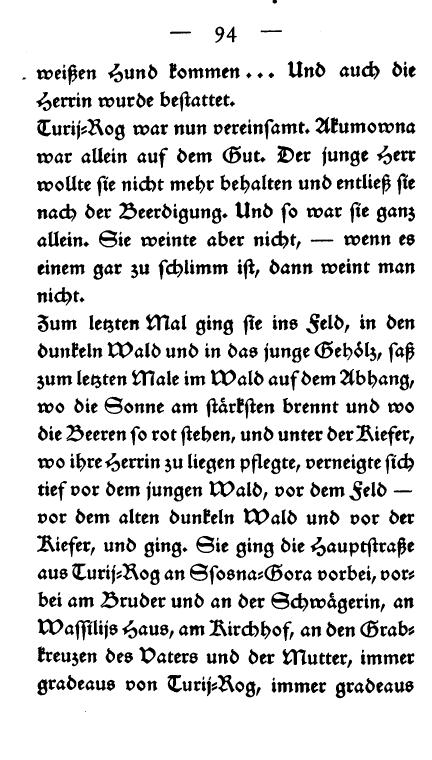 — 94 —
weißen Hund kommen ... Und auch die
Herrin wurde bestattet.
Turij-Rog war nun vereinsamt. Akumowna
war allein auf dem Gut. Der junge Herr
wollte sie nicht mehr behalten und entließ sie
nach der Beerdigung. Und so war sie ganz
allein. Sie weinte aber nicht, — wenn es
einem gar zu schlimm ist, dann weint man
nicht.
Zum letzten Mal ging sie ins Feld, in den
dunkeln Wald und in das junge Gehölz, saß
zum letzten Male im Wald auf dem Abhang,
wo die Sonne am stärksten brennt und wo
die Beeren so rot stehen, und unter der Kiefer,
wo ihre Herrin zu liegen pflegte, verneigte sich
tief vor dem jungen Wald, vor dem Feld —
vor dem alten dunkeln Wald und vor der
Kiefer, und ging. Sie ging die Hauptstraße
aus Turij-Rog an Ssosna-Gora vorbei, vor-
bei am Bruder und an der Schwägerin, an
Wassilijs Haus, am Kirchhof, an den Grab-
kreuzen des Vaters und der Mutter, immer
gradeaus von Turij-Rog, immer gradeaus